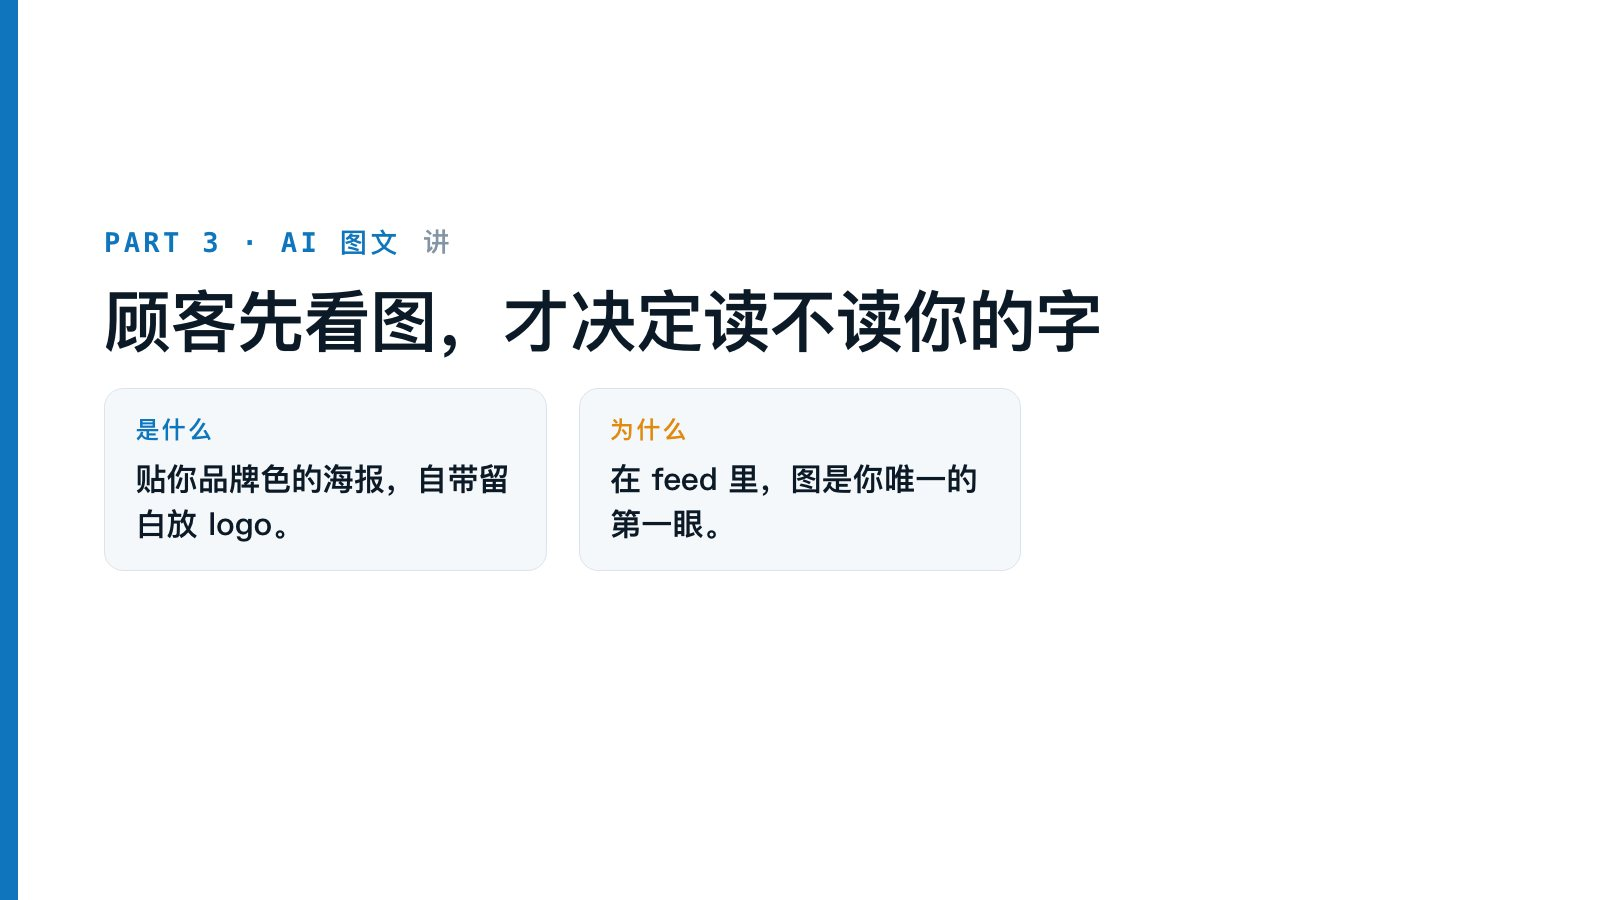 PART 3 · AI 图文 讲
顾客先看图，才决定读不读你的字
是什么
贴你品牌色的海报，自带留
白放 logo。
为什么
在 feed 里，图是你唯一的
第一眼。